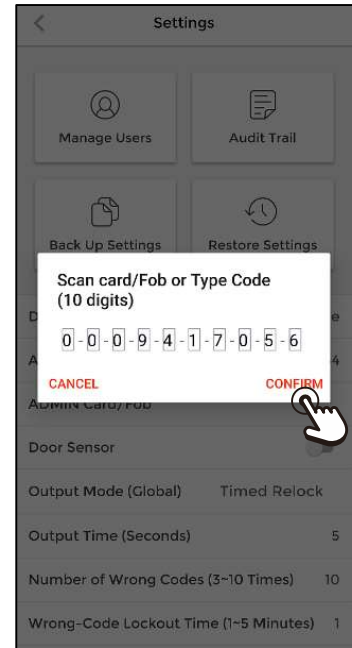 Settings
Manage Users
Audit Trail
Back Up Settings
Restore Settings
Scan card/Fob or Type Code
(10 digits)
0-0-0-9-4-1-7-0-5-6
CANCEL
CONFIRM
ADMIN Card/Fob
Door Sensor
Output Mode (Global) Timed Relock
Output Time (Seconds) 5
Number of Wrong Codes (3~10 Times) 10
Wrong-Code Lockout Time (1~5 Minutes) 1